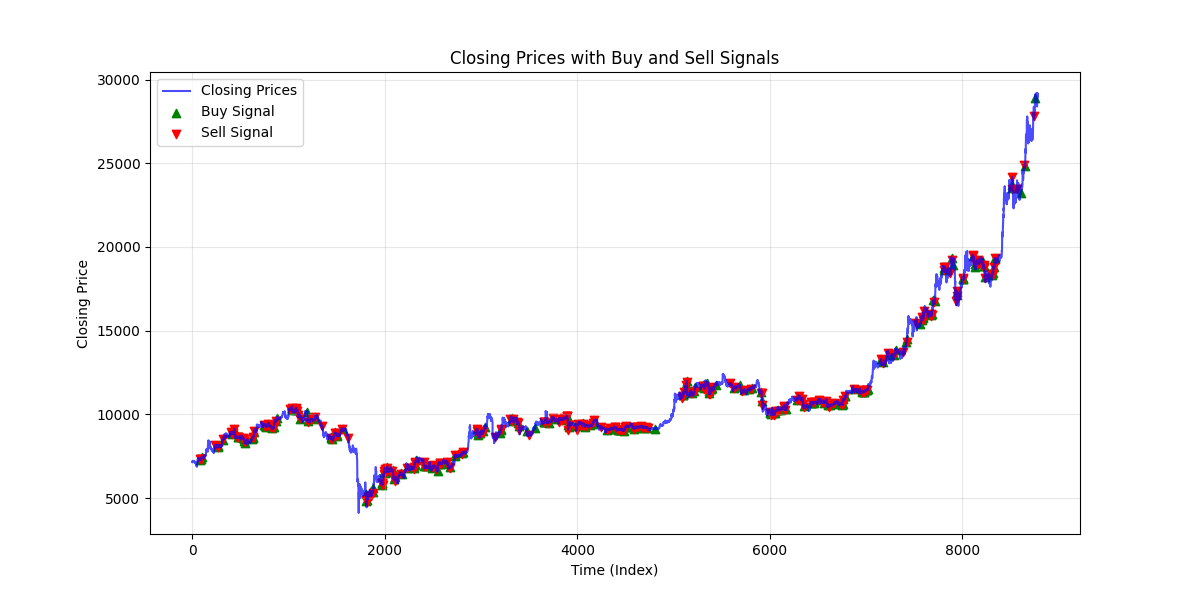 Closing Prices with Buy and Sell Signals
30000
25000
20000
15000
10000
5000
Closing Price
Closing Prices
Buy Signal
Sell Signal
0
2000
4000
6000
8000
Time (Index)